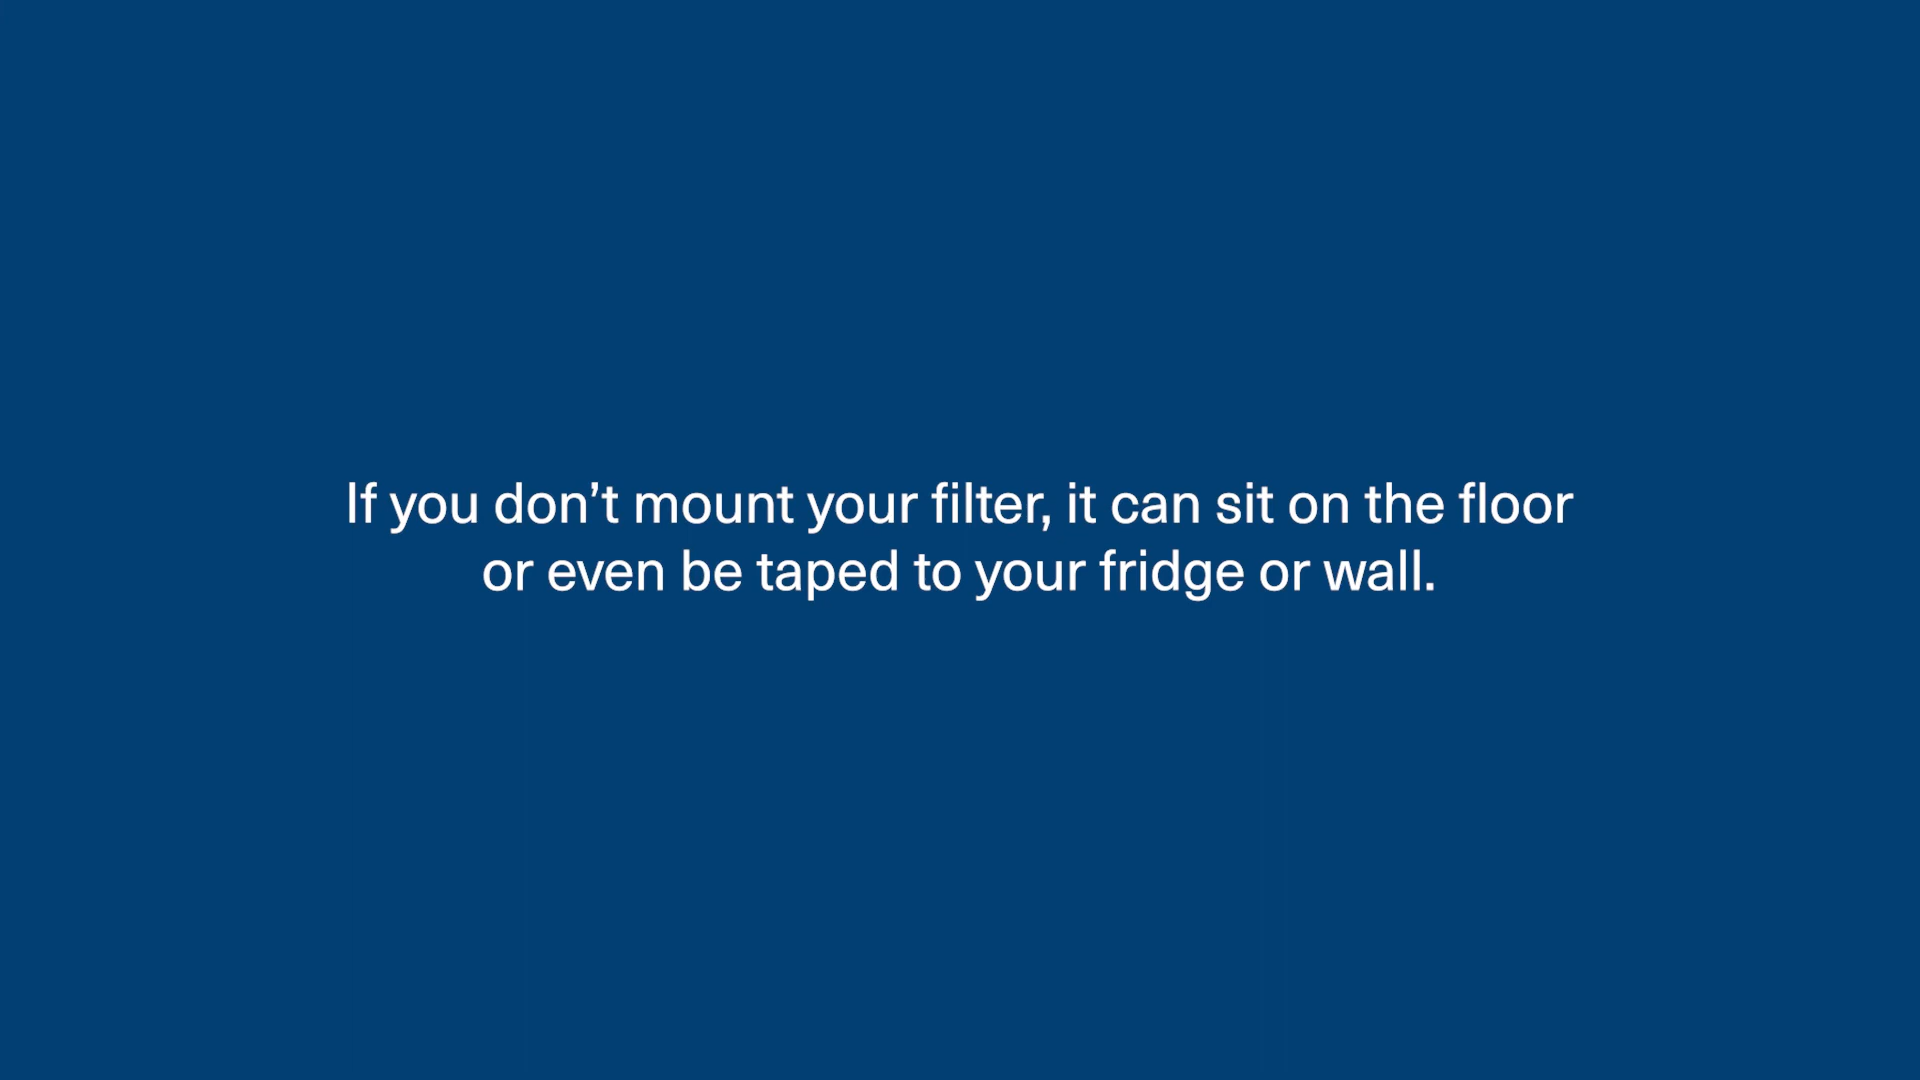 If you don’t mount your filter, it can sit on the floor
or even be taped to your fridge or wall.